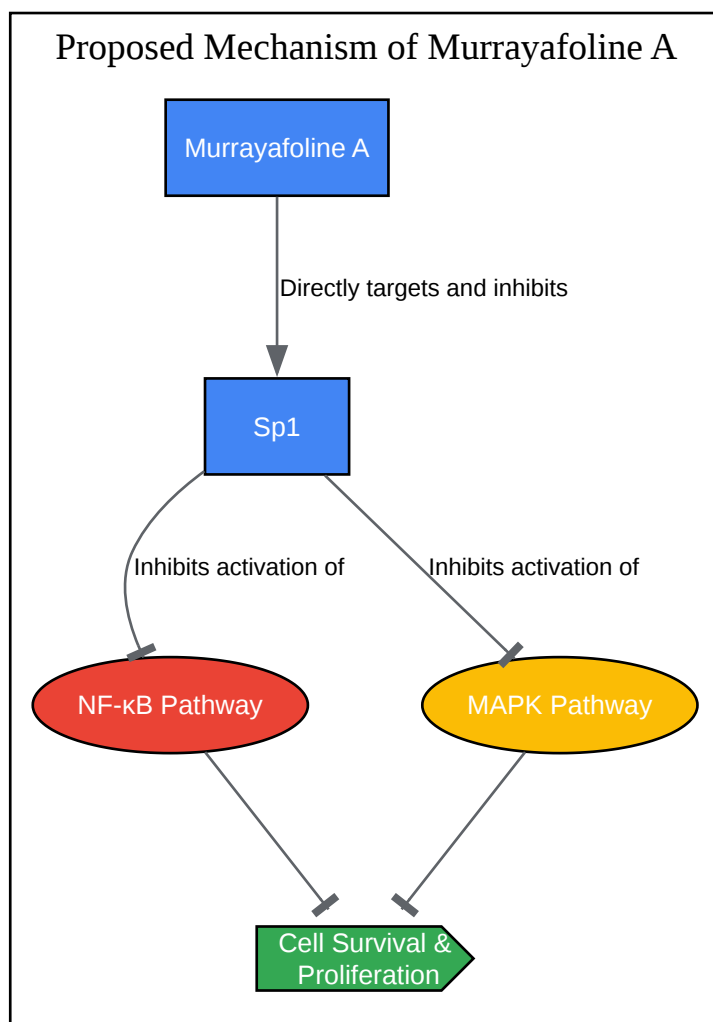 Proposed Mechanism of Murrayafoline A
Murrayafoline A
Directly targets and inhibits
Sp1
Inhibits activation of
Inhibits activation of
NF-κB Pathway
MAPK Pathway
Cell Survival &
Proliferation